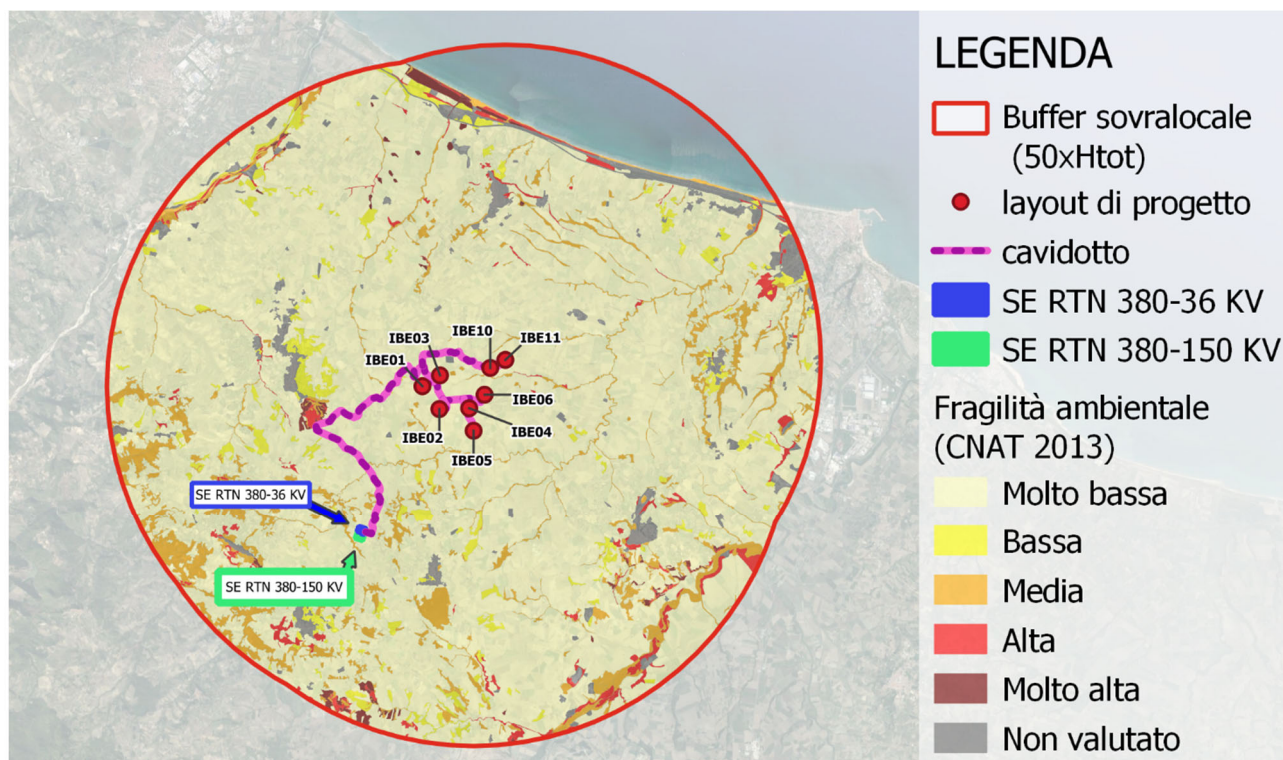 IBE03
IBE10
IBE11
IBE01
IBE06
IBE02
IBE04
IBE05
SE RTN 380-36 KV
SE RTN 380-150 KV
LEGENDA
Buffer sovralocale
(50xHtot)
layout di progetto
cavidotto
SE RTN 380-36 KV
SE RTN 380-150 KV
Fragilità ambientale
(CNAT 2013)
Molto bassa
Bassa
Media
Alta
Molto alta
Non valutato